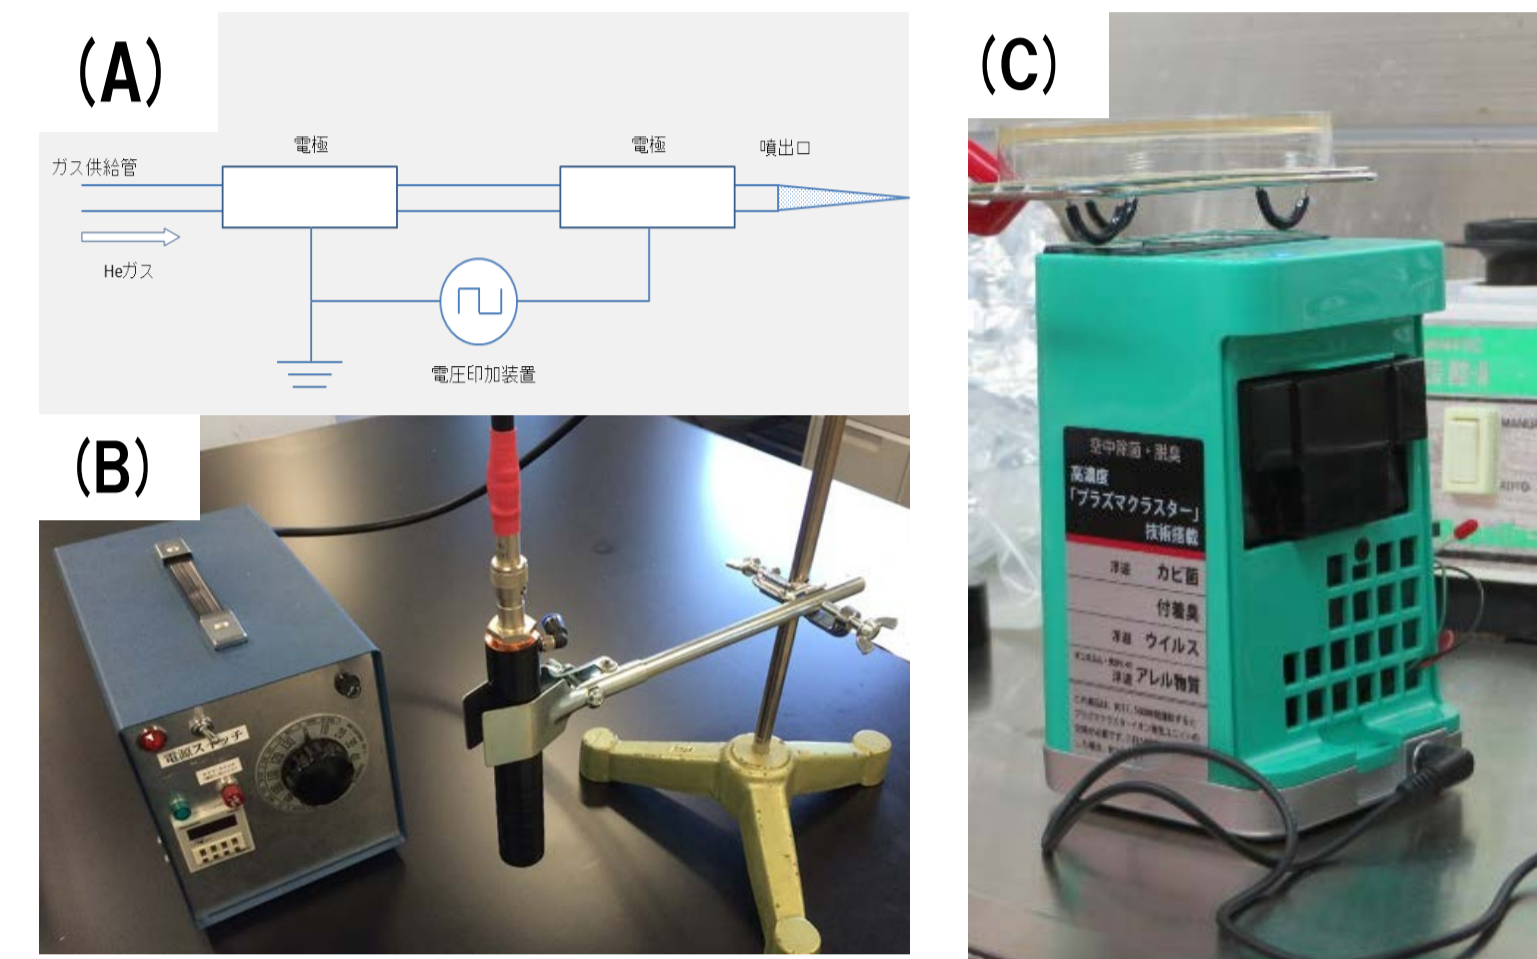 (A)
電極
電極
噴出口
ガス供給管
Heガス
電圧印加装置
(B)
電源スイッチ
(C)
空中除菌・脱臭
高濃度
「プラズマクラスター」
技術搭載
浮遊 カビ菌
付着臭
浮遊 ウイルス
浮遊 アレル物質
MANU
AUTO